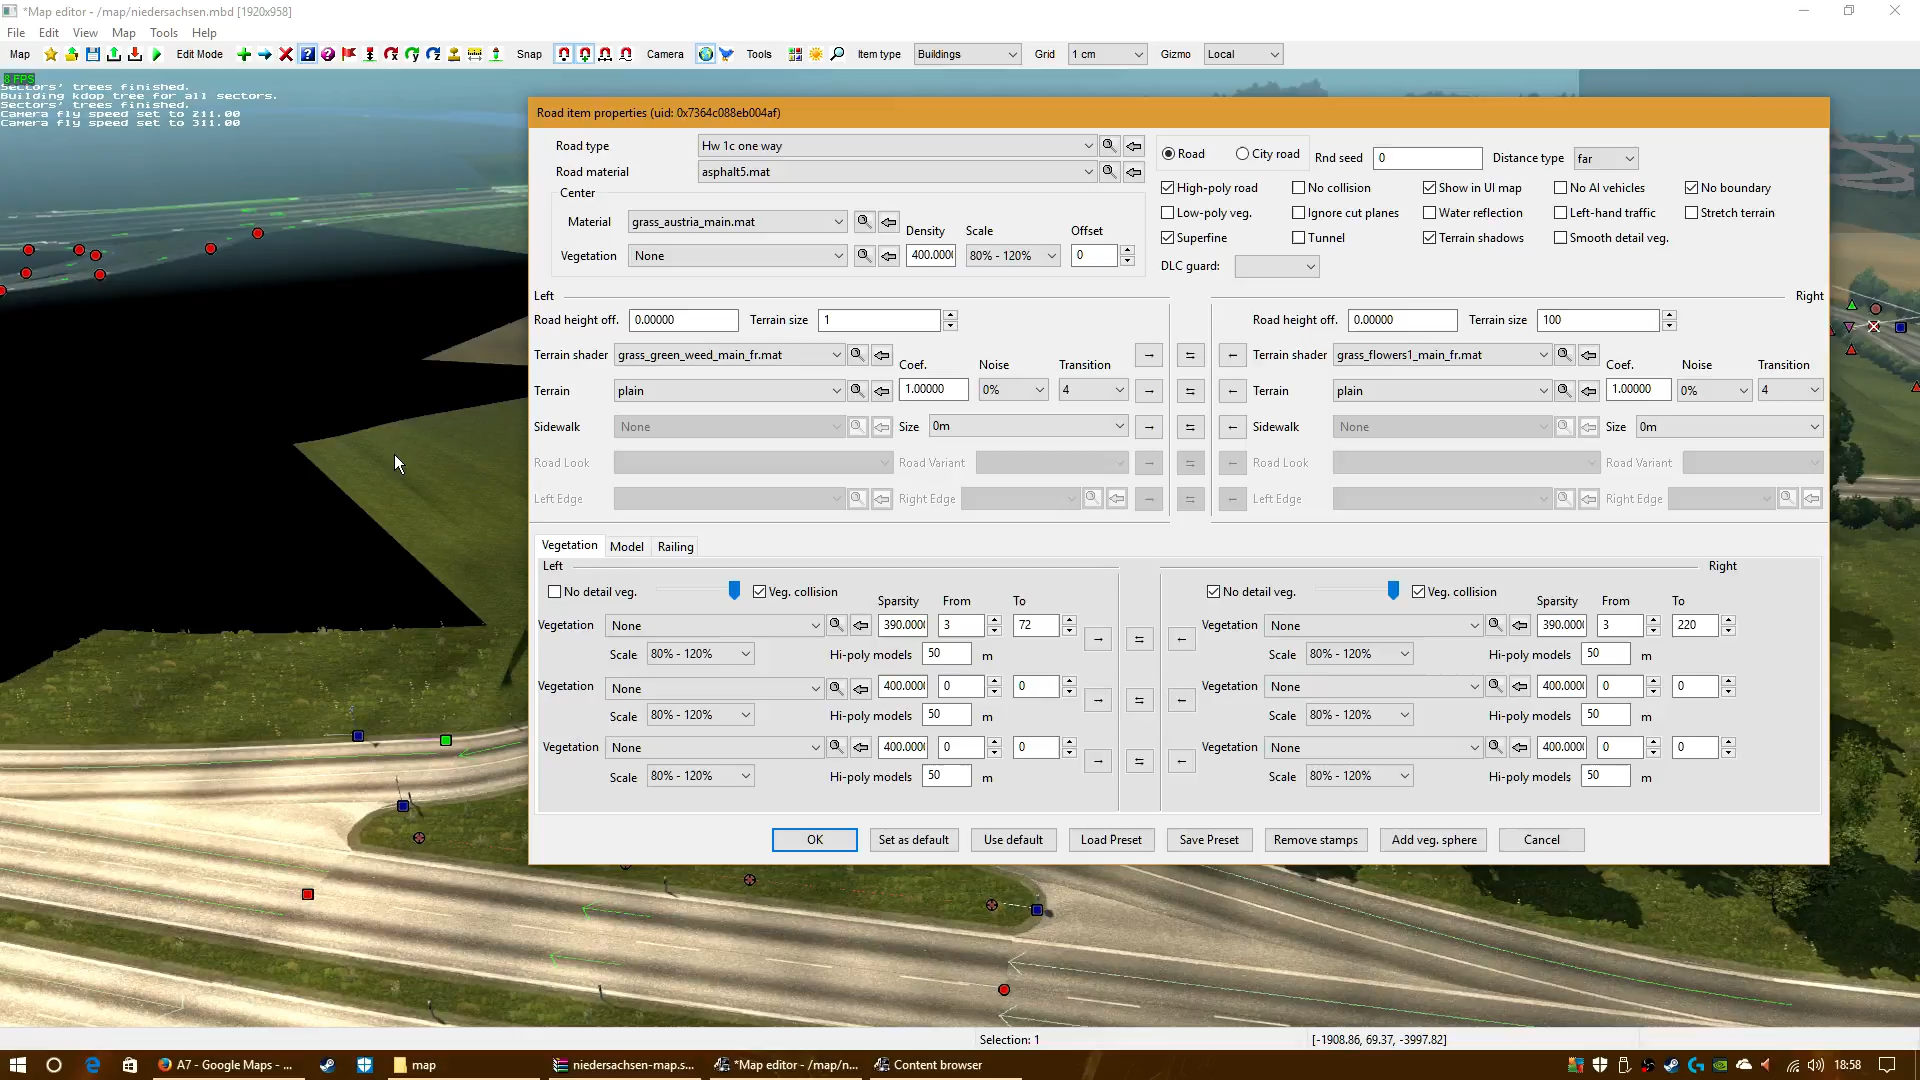 *Map editor - /map/niedersachsen.mbd [1920x958]
File Edit View Map Tools Help
Map Edit Mode Snap Camera Tools Item type Buildings Grid 1 cm Gizmo Local
8 FPS
Sectors' trees finished.
Building kdop tree for all sectors.
Sectors' trees finished.
Camera fly speed set to 211.00
Camera fly speed set to 311.00
Road item properties (uid: 0x7364c088eb004af)
Road type Hw 1c one way Road City road Rnd seed 0 Distance type far
Road material asphalt5.mat
Center High-poly road No collision Show in UI map No AI vehicles No boundary
Low-poly veg. Ignore cut planes Water reflection Left-hand traffic Stretch terrain
Material grass_austria_main.mat Density Scale Offset
Superfine Tunnel Terrain shadows Smooth detail veg.
Vegetation None 400.000( 80% - 120% 0
DLC guard:
Left Right
Road height off. 0.00000 Terrain size 1 Road height off. 0.00000 Terrain size 100
Terrain shader grass_green_weed_main_fr.mat Coef. Noise Transition Terrain shader grass_flowers1_main_fr.mat Coef. Noise Transition
Terrain plain 1.00000 0% 4 Terrain plain 1.00000 0% 4
Sidewalk None Size 0m Sidewalk None Size 0m
Road Look Road Variant Road Look Road Variant
Left Edge Right Edge Left Edge Right Edge
Vegetation Model Railing
Left Right
No detail veg. Veg. collision Sparsity From To No detail veg. Veg. collision Sparsity From To
Vegetation None 390.000( 3 72 Vegetation None 390.000( 3 220
Scale 80% - 120% Hi-poly models 50 m Scale 80% - 120% Hi-poly models 50 m
Vegetation None 400.000( 0 0 Vegetation None 400.000( 0 0
Scale 80% - 120% Hi-poly models 50 m Scale 80% - 120% Hi-poly models 50 m
Vegetation None 400.000( 0 0 Vegetation None 400.000( 0 0
Scale 80% - 120% Hi-poly models 50 m Scale 80% - 120% Hi-poly models 50 m
OK Set as default Use default Load Preset Save Preset Remove stamps Add veg. sphere Cancel
Selection: 1 [-1908.86, 69.37, -3997.82]
A7 - Google Maps - ... map niedersachsen-map.s... *Map editor - /map/n... Content browser 18:58